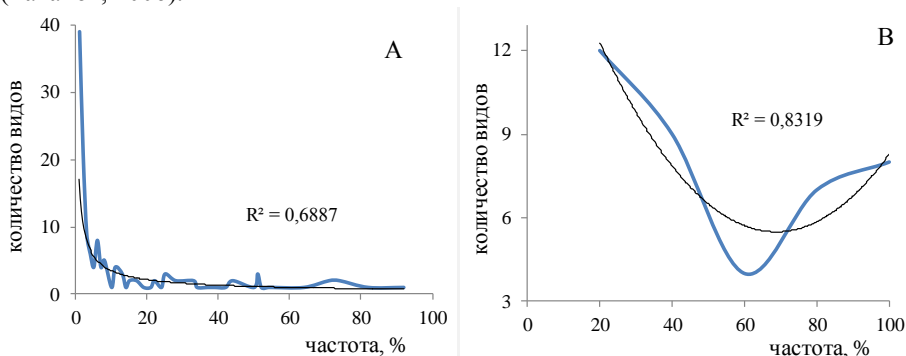 А
количество видов
40
30
20
10
0
R² = 0,6887
0 20 40 60 80 100
частота, %
В
количество видов
12
9
6
3
R² = 0,8319
0 20 40 60 80 100
частота, %